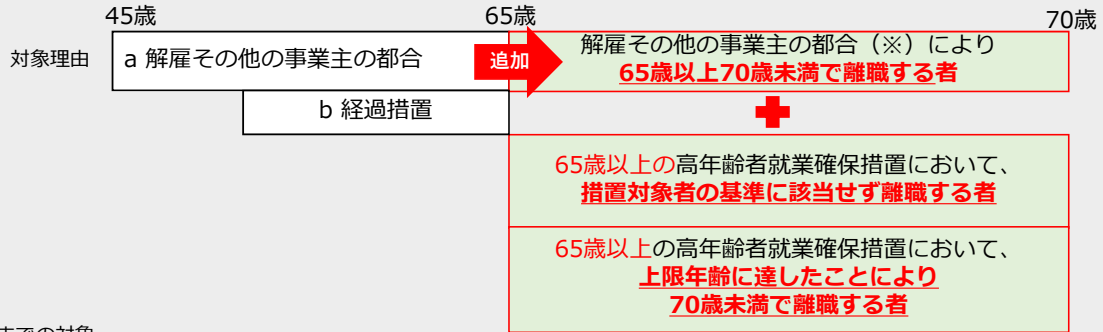 45歳
65歳
70歳
対象理由
a 解雇その他の事業主の都合
追加
解雇その他の事業主の都合（※）により
65歳以上70歳未満で離職する者
b 経過措置
65歳以上の高年齢者就業確保措置において、
措置対象者の基準に該当せず離職する者
65歳以上の高年齢者就業確保措置において、
上限年齢に達したことにより
70歳未満で離職する者
までの対象